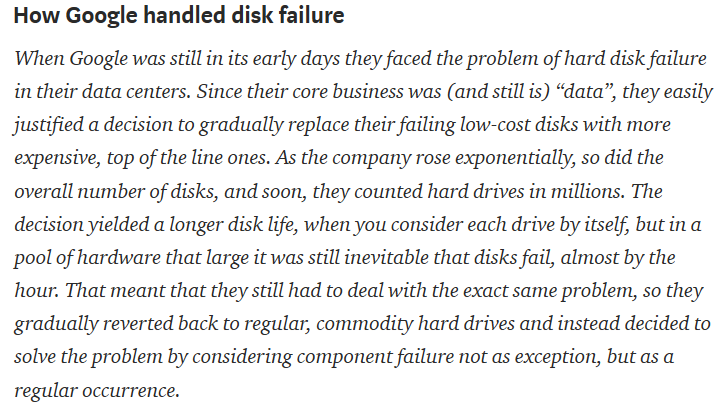 How Google handled disk failure
When Google was still in its early days they faced the problem of hard disk failure
in their data centers. Since their core business was (and still is) “data”, they easily
justified a decision to gradually replace their failing low-cost disks with more
expensive, top of the line ones. As the company rose exponentially, so did the
overall number of disks, and soon, they counted hard drives in millions. The
decision yielded a longer disk life, when you consider each drive by itself, but in a
pool of hardware that large it was still inevitable that disks fail, almost by the
hour. That meant that they still had to deal with the exact same problem, so they
gradually reverted back to regular, commodity hard drives and instead decided to
solve the problem by considering component failure not as exception, but as a
regular occurrence.